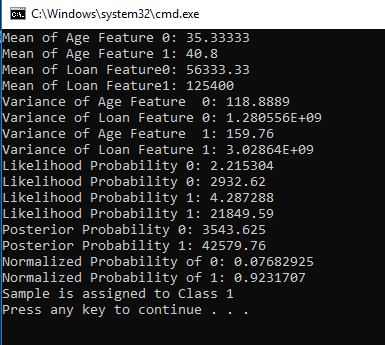 C:\Windows\system32\cmd.exe
Mean of Age Feature 0: 35.33333
Mean of Age Feature 1: 40.8
Mean of Loan Feature0: 56333.33
Mean of Loan Feature1: 125400
Variance of Age Feature  0: 118.8889
Variance of Loan Feature 0: 1.280556E+09
Variance of Age Feature  1: 159.76
Variance of Loan Feature 1: 3.02864E+09
Likelihood Probability 0: 2.215304
Likelihood Probability 0: 2932.62
Likelihood Probability 1: 4.287288
Likelihood Probability 1: 21849.59
Posterior Probability 0: 3543.625
Posterior Probability 1: 42579.76
Normalized Probability of 0: 0.07682925
Normalized Probability of 1: 0.9231707
Sample is assigned to Class 1
Press any key to continue . . .